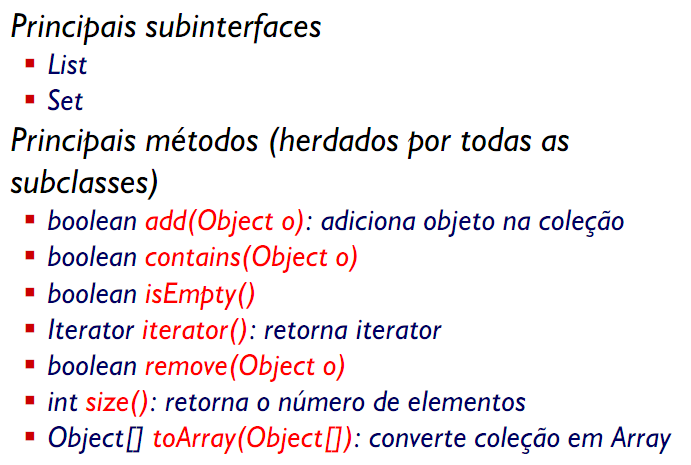 Principais subinterfaces
▪ List
▪ Set
Principais métodos (herdados por todas as
subclasses)
▪ boolean add(Object o): adiciona objeto na coleção
▪ boolean contains(Object o)
▪ boolean isEmpty()
▪ Iterator iterator(): retorna iterator
▪ boolean remove(Object o)
▪ int size(): retorna o número de elementos
▪ Object[] toArray(Object[]): converte coleção em Array